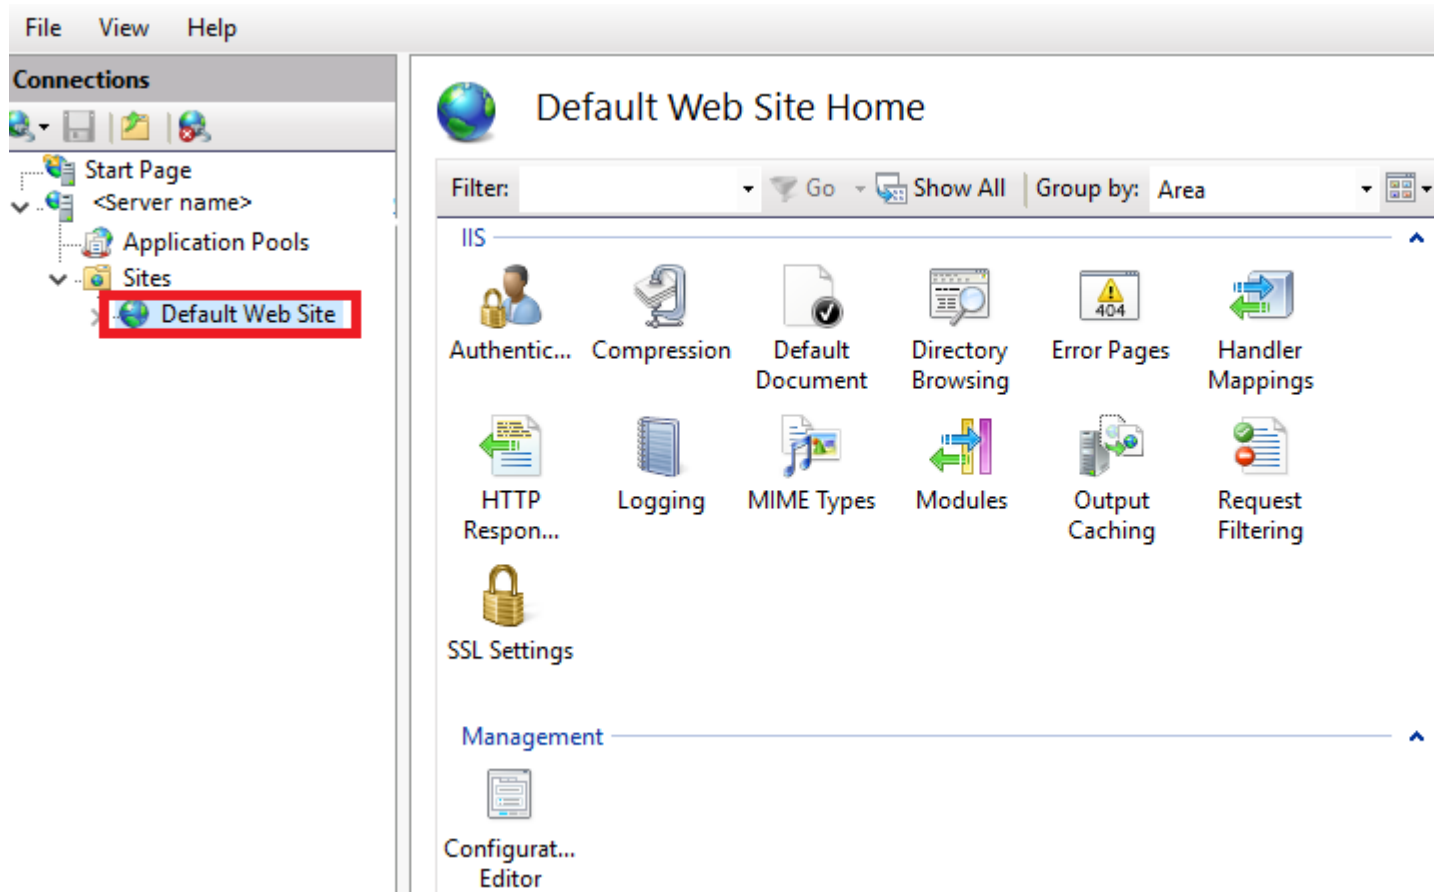 File View Help
Connections
Start Page
<Server name>
Application Pools
Sites
Default Web Site
Default Web Site Home
Filter: Go Show All Group by: Area
IIS
Authentic... Compression Default Document Directory Browsing Error Pages Handler Mappings
404
HTTP Respon... Logging MIME Types Modules Output Caching Request Filtering
SSL Settings
Management
Configurat...
Editor